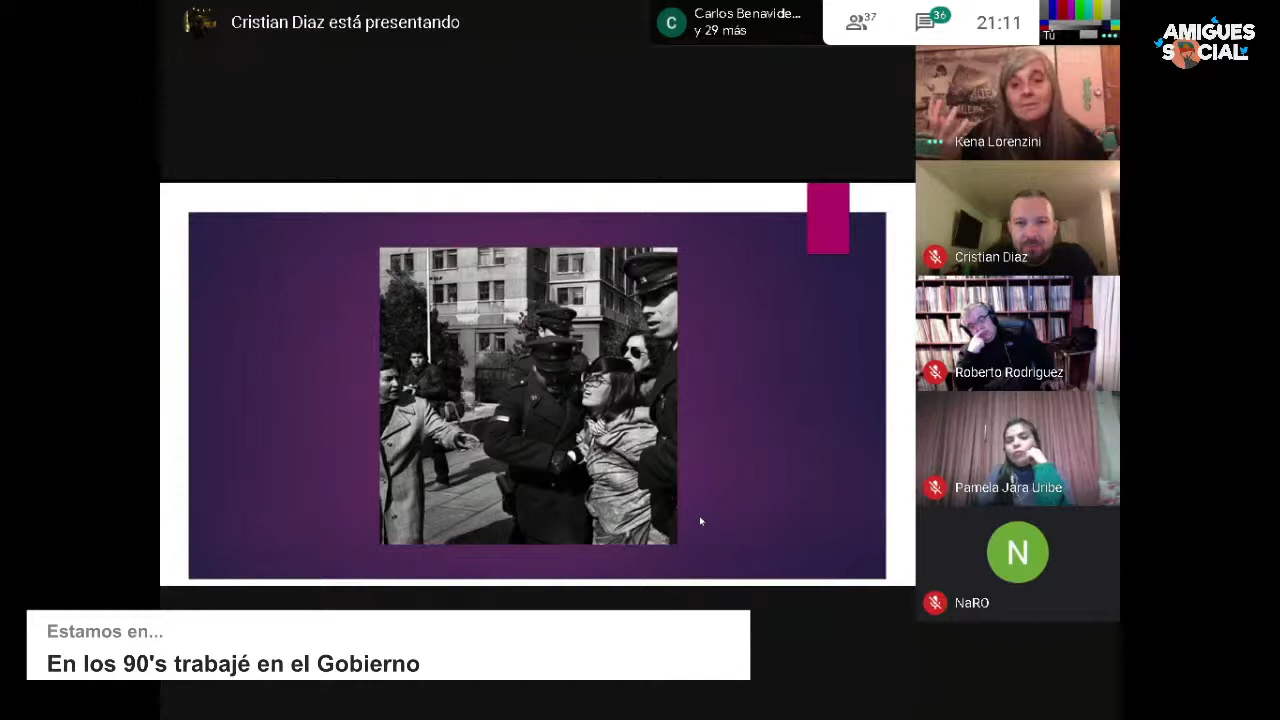 Cristian Diaz está presentando
C
Carlos Benavide...
y 29 más
37
36
21:11
Tú
AMIGUES
SOCIAL
Kena Lorenzini
Cristian Diaz
Roberto Rodriguez
Pamela Jara Uribe
N
NaRO
Estamos en...
En los 90's trabajé en el Gobierno